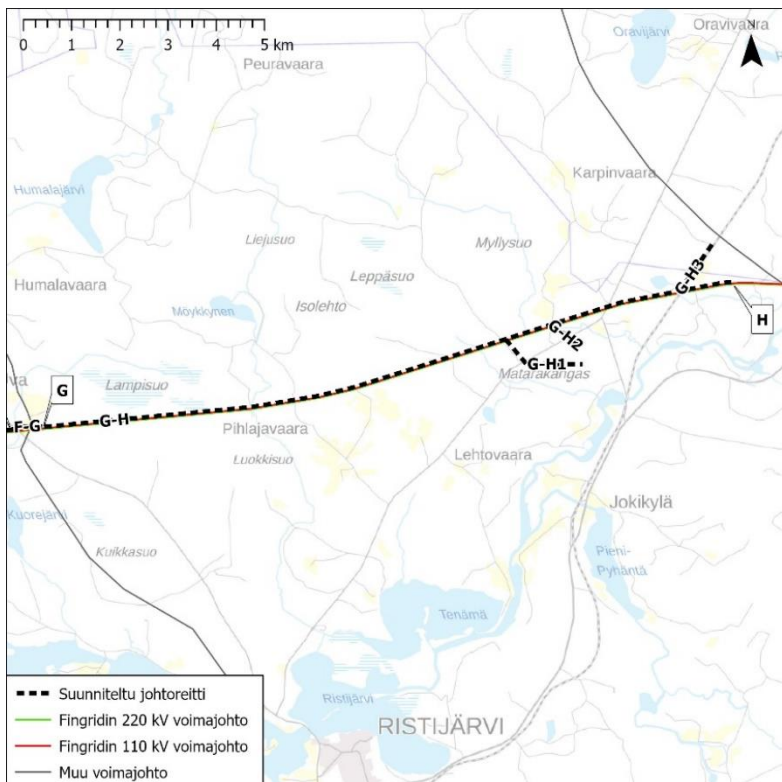 0 1 2 3 4 5 km
N
Oravijärvi
Oravivaara
Peuravaara
Karpinvaara
Humalajärvi
Liejusuo
Myllysuo
Leppäsuo
Humalavaara
Isolehto
G-H3
Möykkynen
H
G-H2
G-H1
Matarakangas
Lampisuo
G
F-G
G-H
Pihlajavaara
Luokkisuo
Lehtovaara
Jokikylä
Kuorejärvi
Kuikkasuo
Pieni-
Pyhäntä
Tenämä
Ristijärvi
RISTIJÄRVI
Suunniteltu johtoreitti
Fingridin 220 kV voimajohto
Fingridin 110 kV voimajohto
Muu voimajohto